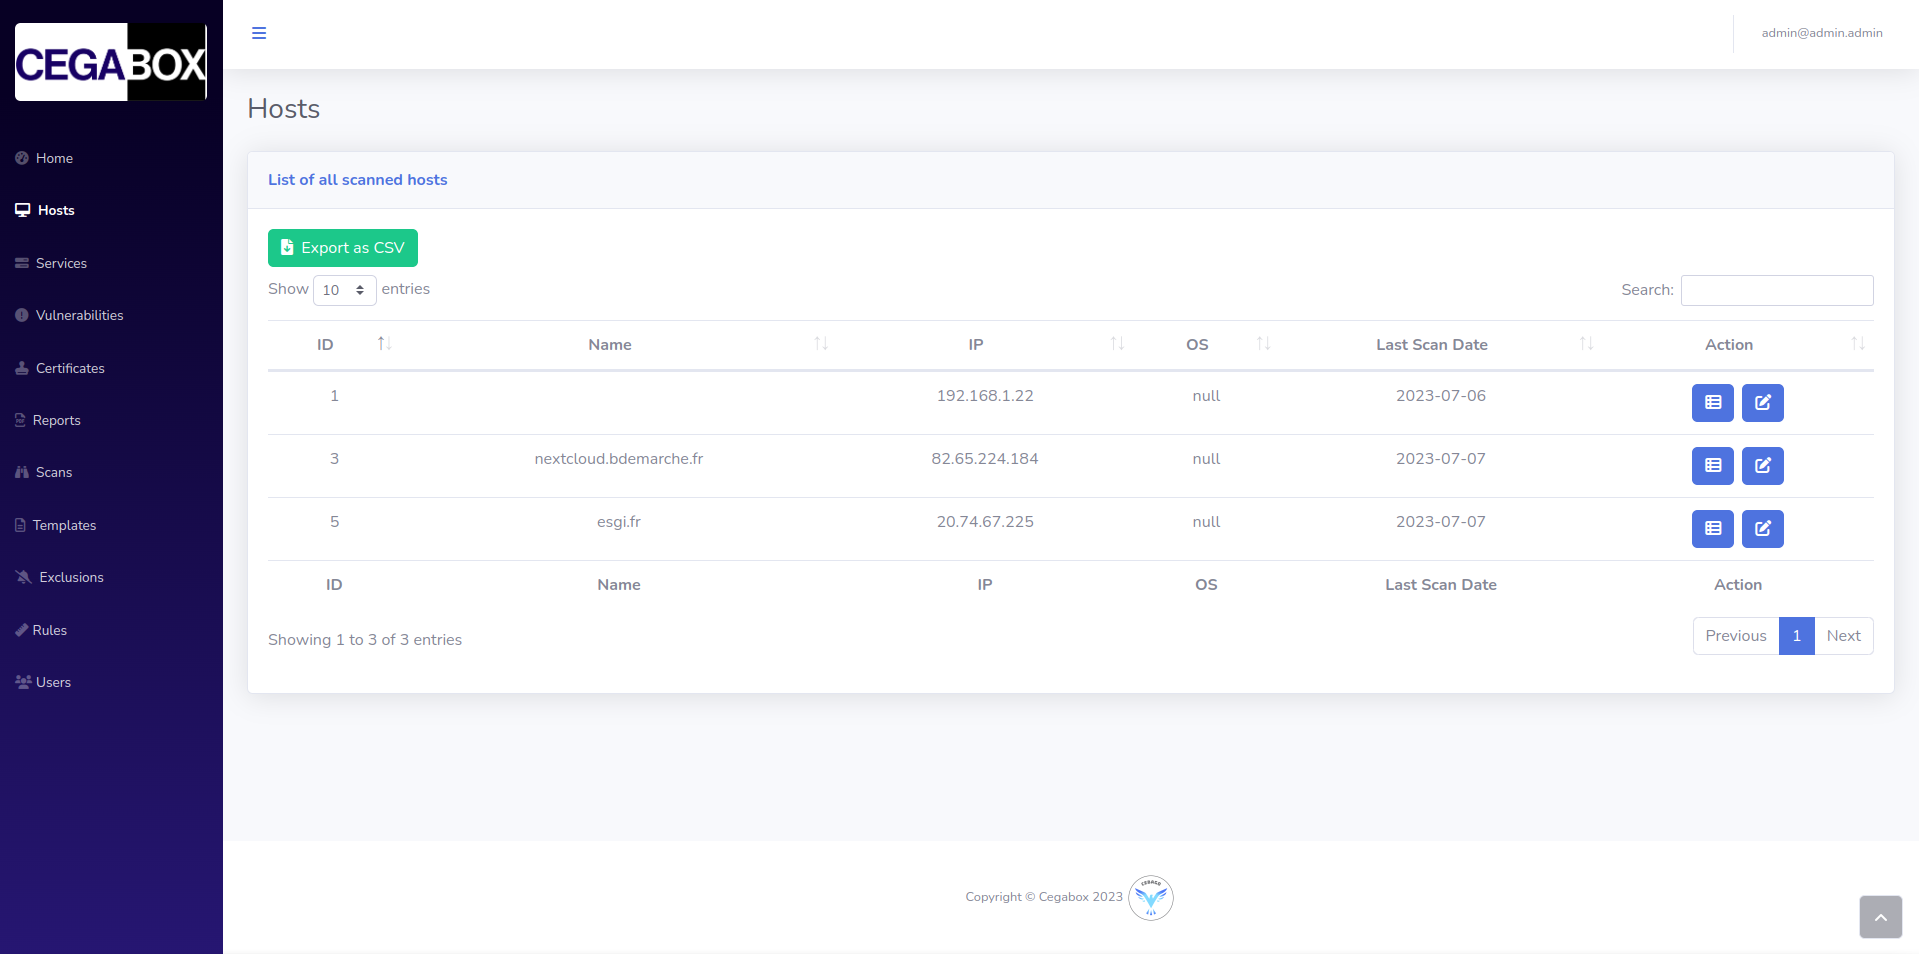 CEGABOX
admin@admin.admin
Home
Hosts
Services
Vulnerabilities
Certificates
Reports
Scans
Templates
Exclusions
Rules
Users
Hosts
List of all scanned hosts
Export as CSV
Show 10 entries
Search:
ID Name IP OS Last Scan Date Action
1 192.168.1.22 null 2023-07-06
3 nextcloud.bdemarche.fr 82.65.224.184 null 2023-07-07
5 esgi.fr 20.74.67.225 null 2023-07-07
ID Name IP OS Last Scan Date Action
Showing 1 to 3 of 3 entries
Previous 1 Next
Copyright © Cegabox 2023